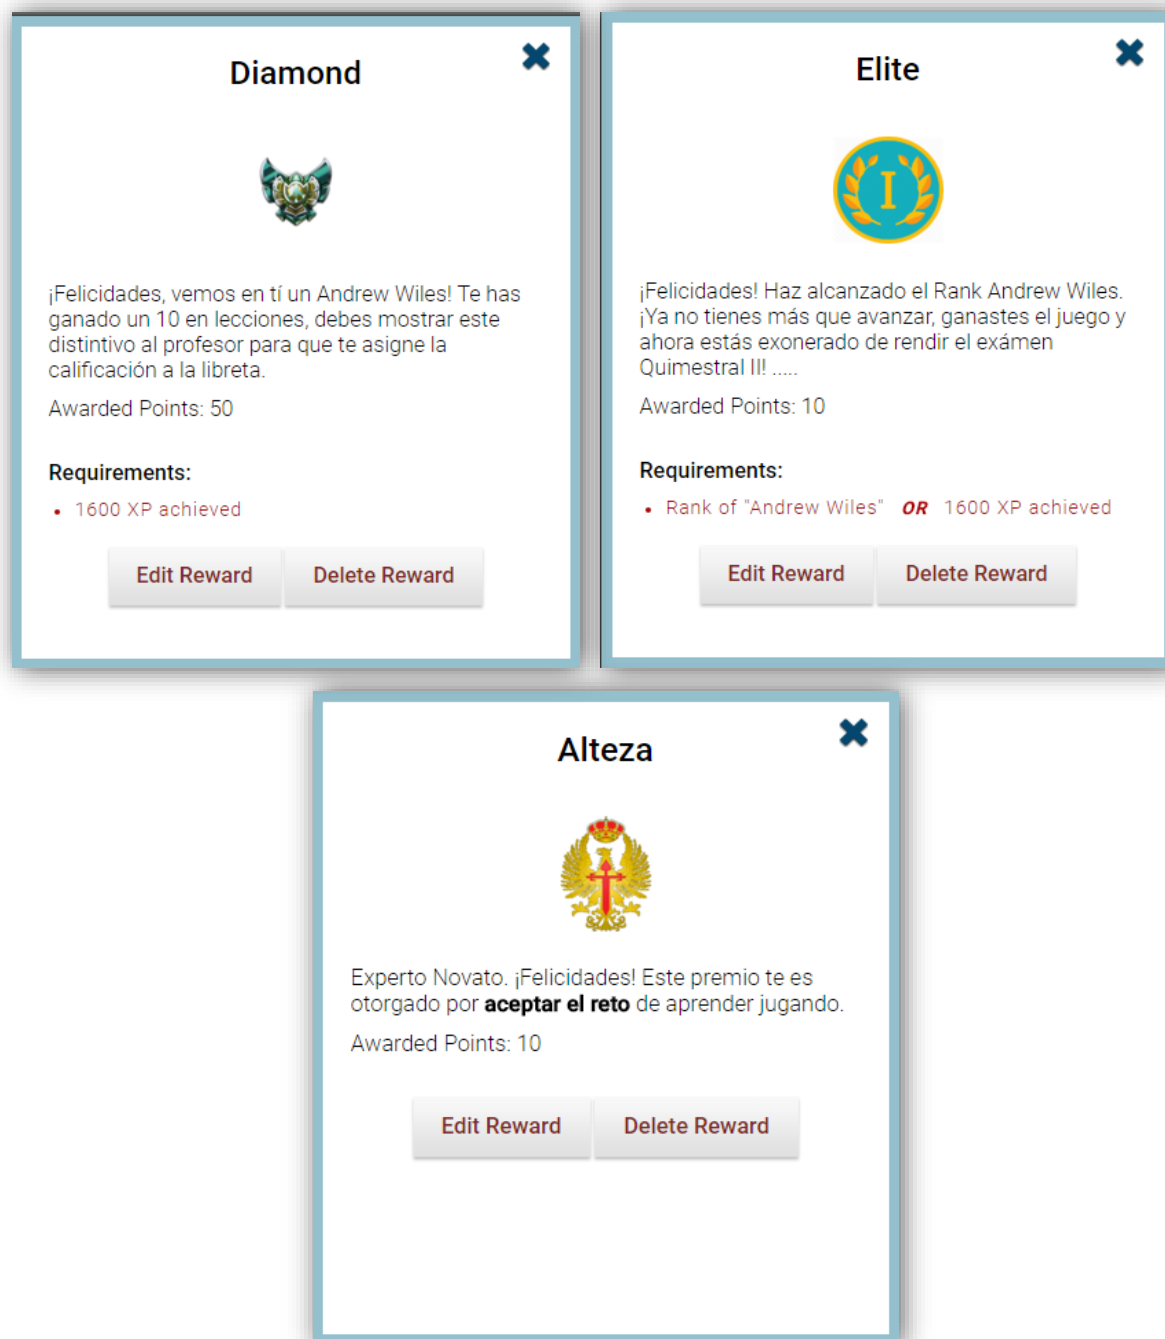 Diamond
¡Felicidades, vemos en tí un Andrew Wiles! Te has
ganado un 10 en lecciones, debes mostrar este
distintivo al profesor para que te asigne la
calificación a la libreta.
Awarded Points: 50
Requirements:
• 1600 XP achieved
Edit Reward Delete Reward
Elite
I
¡Felicidades! Haz alcanzado el Rank Andrew Wiles.
¡Ya no tienes más que avanzar, ganastes el juego y
ahora estás exonerado de rendir el exámen
Quimestral II! .....
Awarded Points: 10
Requirements:
• Rank of "Andrew Wiles" OR 1600 XP achieved
Edit Reward Delete Reward
Alteza
Experto Novato. ¡Felicidades! Este premio te es
otorgado por aceptar el reto de aprender jugando.
Awarded Points: 10
Edit Reward Delete Reward